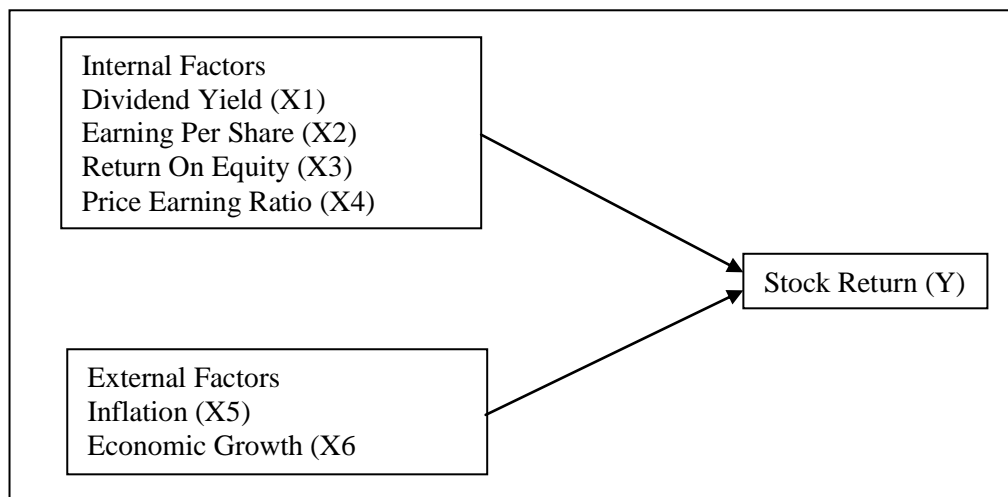 Internal Factors
Dividend Yield (X1)
Earning Per Share (X2)
Return On Equity (X3)
Price Earning Ratio (X4)
Stock Return (Y)
External Factors
Inflation (X5)
Economic Growth (X6